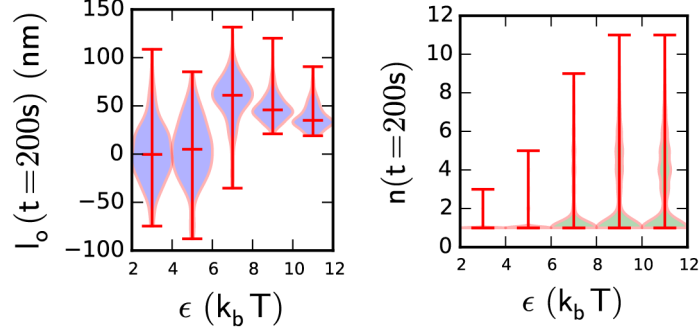 l_o (t=200s) (nm)
150
100
50
0
−50
−100
2 4 6 8 10 12
ϵ (k_b T)
n(t=200s)
12
10
8
6
4
2
0
2 4 6 8 10 12
ϵ (k_b T)